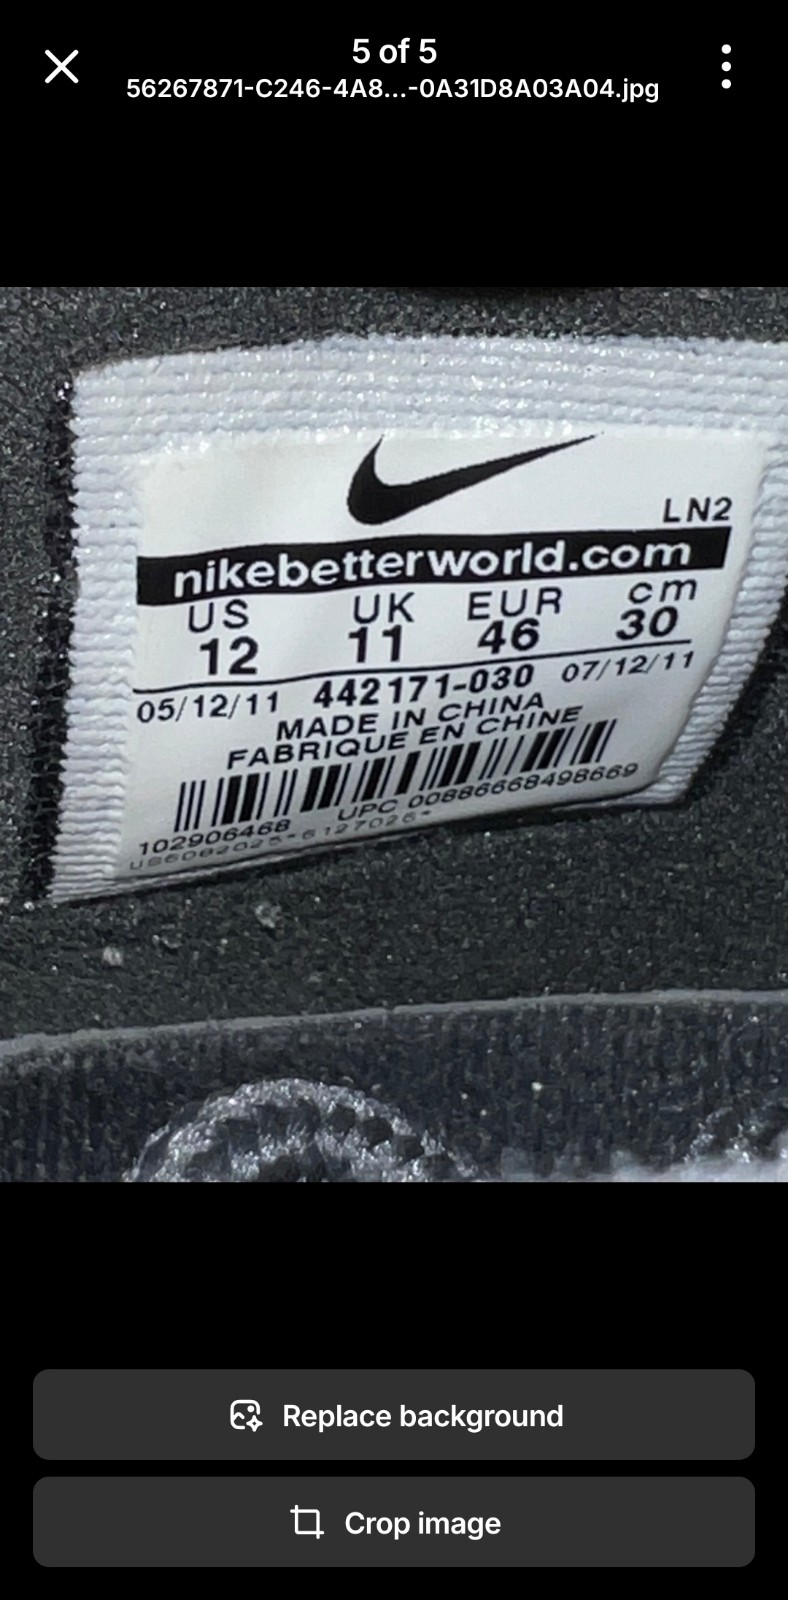 5 of 5
56267871-C246-4A8...-0A31D8A03A04.jpg
LN2
nikebetterworld.com
US UK EUR cm
12 11 46 30
05/12/11 442171-030 07/12/11
MADE IN CHINA
FABRIQUE EN CHINE
102906468 UPC 00886668498669
Replace background
Crop image